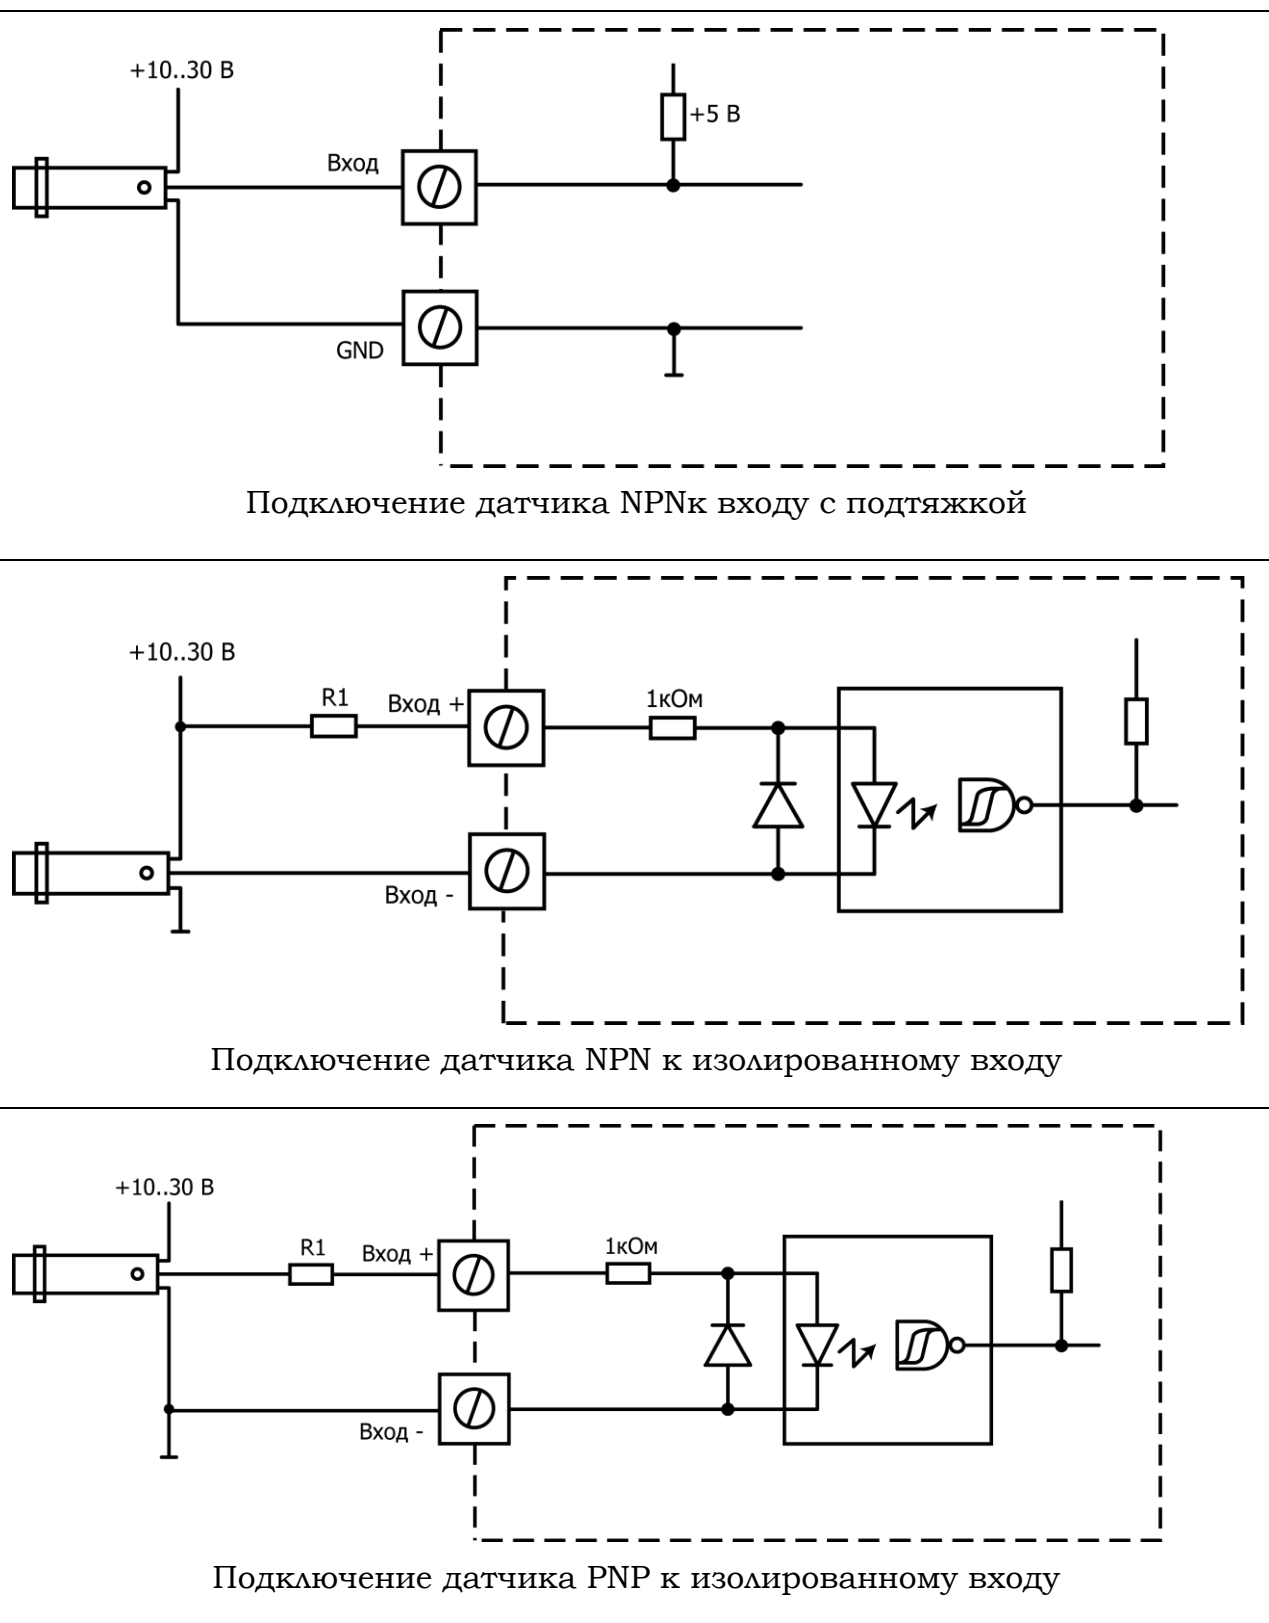 +10..30 В
+5 В
Вход
GND
Подключение датчика NPNк входу с подтяжкой
+10..30 В
R1
Вход +
1кОм
Вход -
Подключение датчика NPN к изолированному входу
+10..30 В
R1
Вход +
1кОм
Вход -
Подключение датчика PNP к изолированному входу